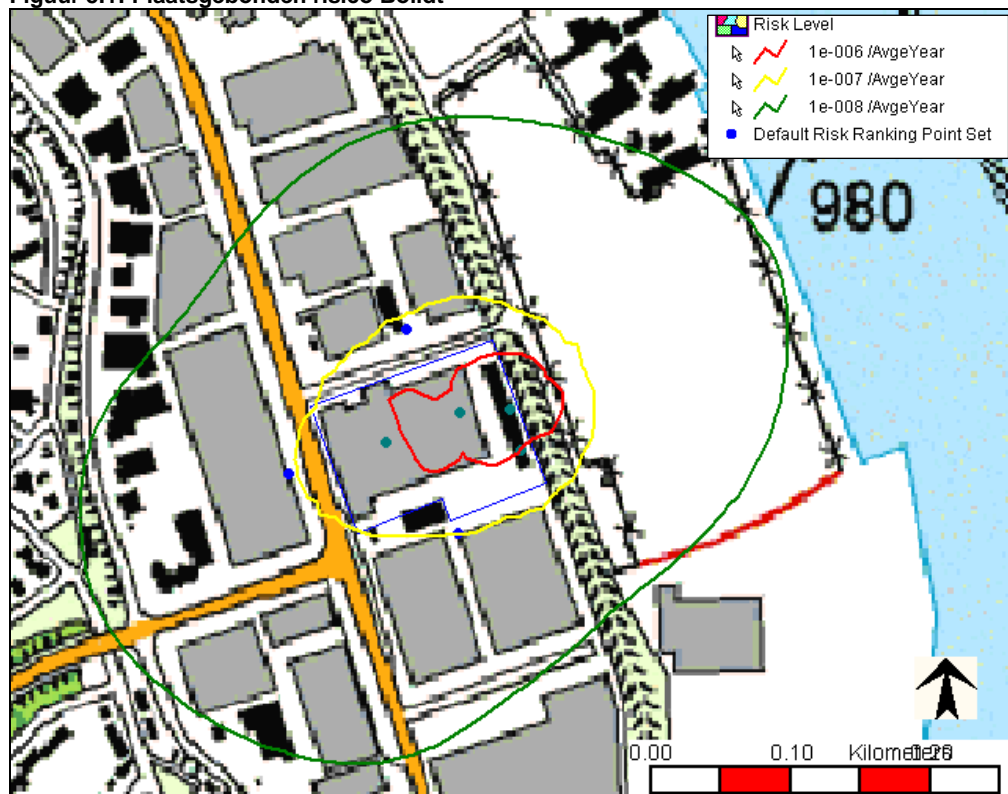 Risk Level
1e-006 /AvgeYear
1e-007 /AvgeYear
1e-008 /AvgeYear
Default Risk Ranking Point Set
980
0.00 0.10 Kilometers